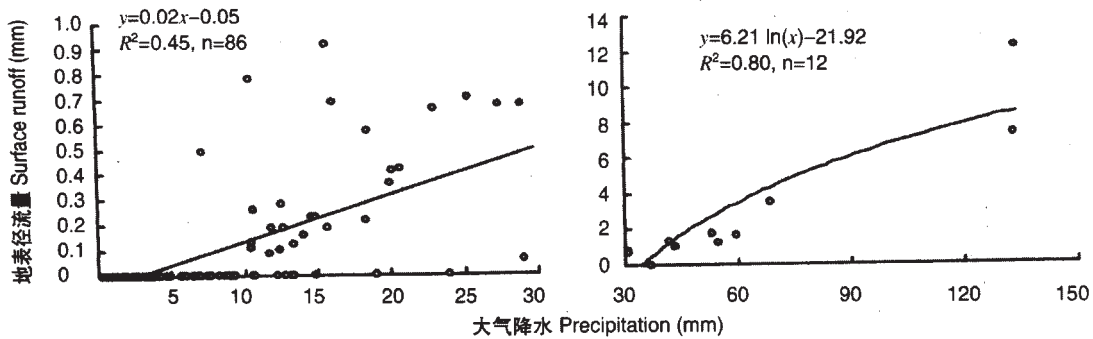 y=0.02x−0.05
R²=0.45, n=86
1.0
0.9
0.8
0.7
0.6
0.5
0.4
0.3
0.2
0.1
0
5 10 15 20 25 30
地表径流量 Surface runoff (mm)
y=6.21 ln(x)−21.92
R²=0.80, n=12
14
12
10
8
6
4
2
0
30 60 90 120 150
大气降水 Precipitation (mm)